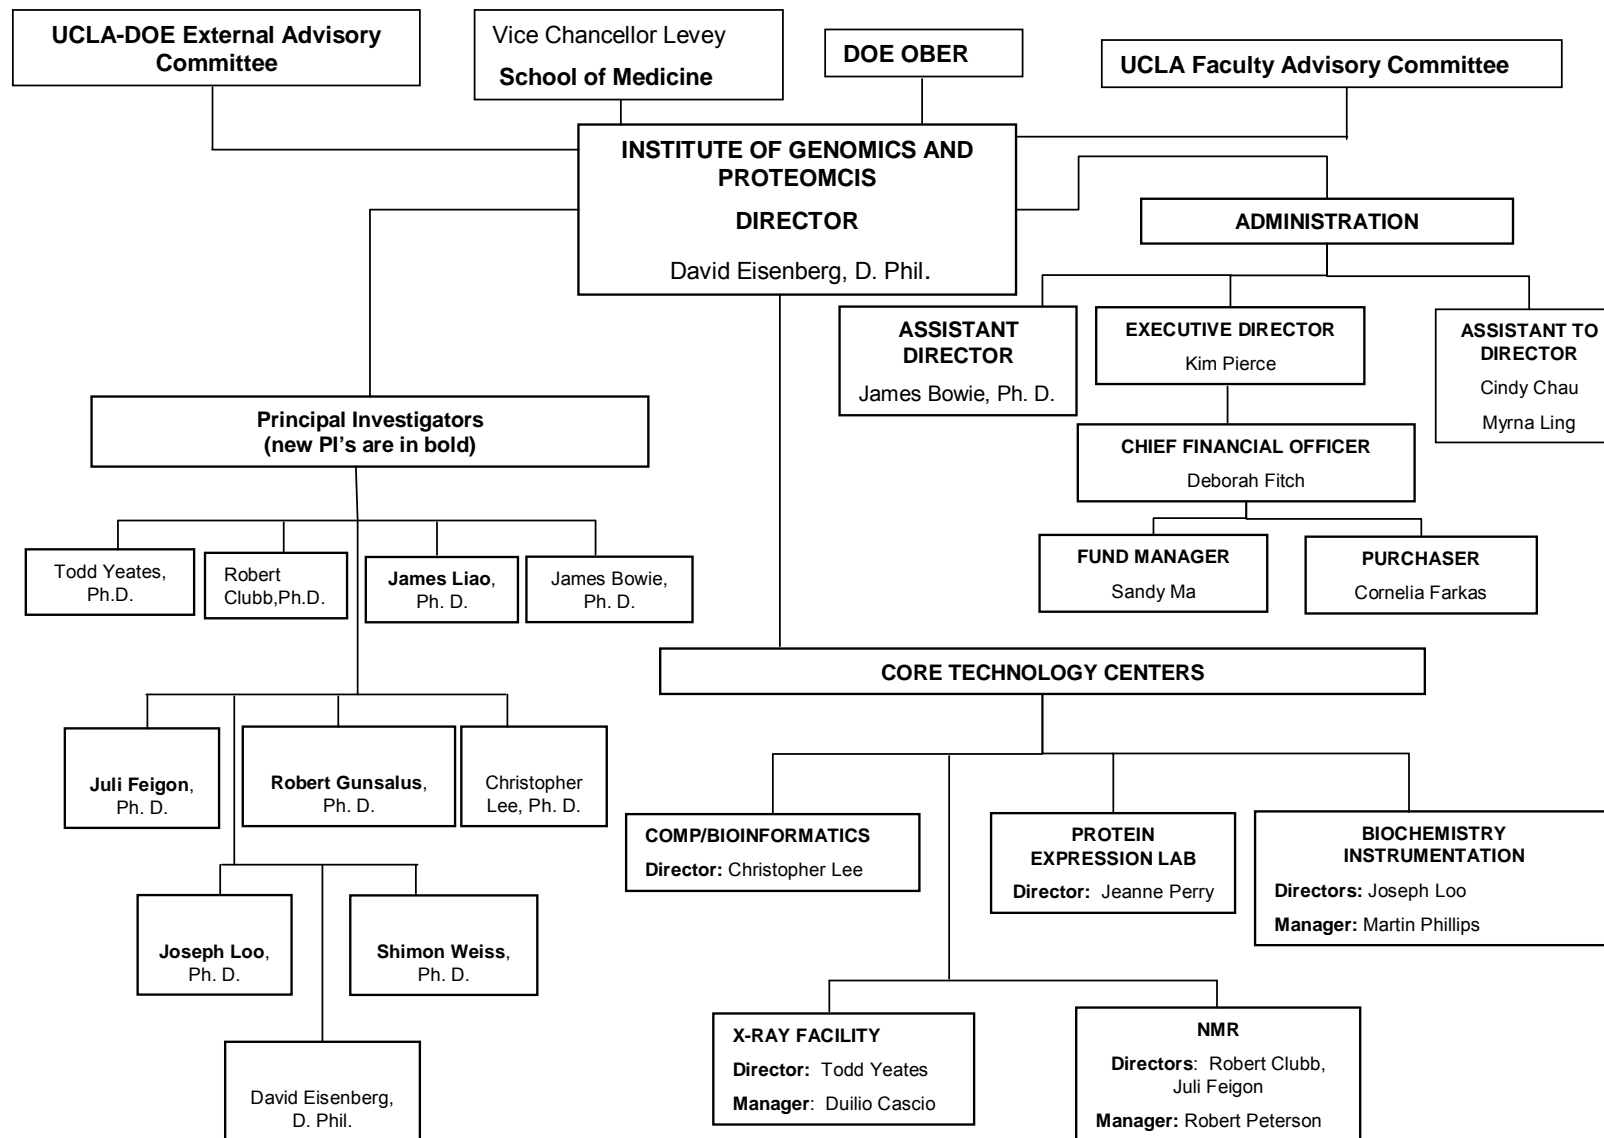 UCLA-DOE External Advisory
Committee
Vice Chancellor Levey
School of Medicine
DOE OBER
UCLA Faculty Advisory Committee
INSTITUTE OF GENOMICS AND
PROTEOMCIS
DIRECTOR
David Eisenberg, D. Phil.
ADMINISTRATION
ASSISTANT
DIRECTOR
James Bowie, Ph. D.
EXECUTIVE DIRECTOR
Kim Pierce
ASSISTANT TO
DIRECTOR
Cindy Chau
Myrna Ling
CHIEF FINANCIAL OFFICER
Deborah Fitch
FUND MANAGER
Sandy Ma
PURCHASER
Cornelia Farkas
Principal Investigators
(new PI's are in bold)
Todd Yeates,
Ph.D.
Robert
Clubb,Ph.D.
James Liao,
Ph. D.
James Bowie,
Ph. D.
Juli Feigon,
Ph. D.
Robert Gunsalus,
Ph. D.
Christopher
Lee, Ph. D.
Joseph Loo,
Ph. D.
Shimon Weiss,
Ph. D.
David Eisenberg,
D. Phil.
CORE TECHNOLOGY CENTERS
COMP/BIOINFORMATICS
Director: Christopher Lee
PROTEIN
EXPRESSION LAB
Director: Jeanne Perry
BIOCHEMISTRY
INSTRUMENTATION
Directors: Joseph Loo
Manager: Martin Phillips
X-RAY FACILITY
Director: Todd Yeates
Manager: Duilio Cascio
NMR
Directors: Robert Clubb,
Juli Feigon
Manager: Robert Peterson